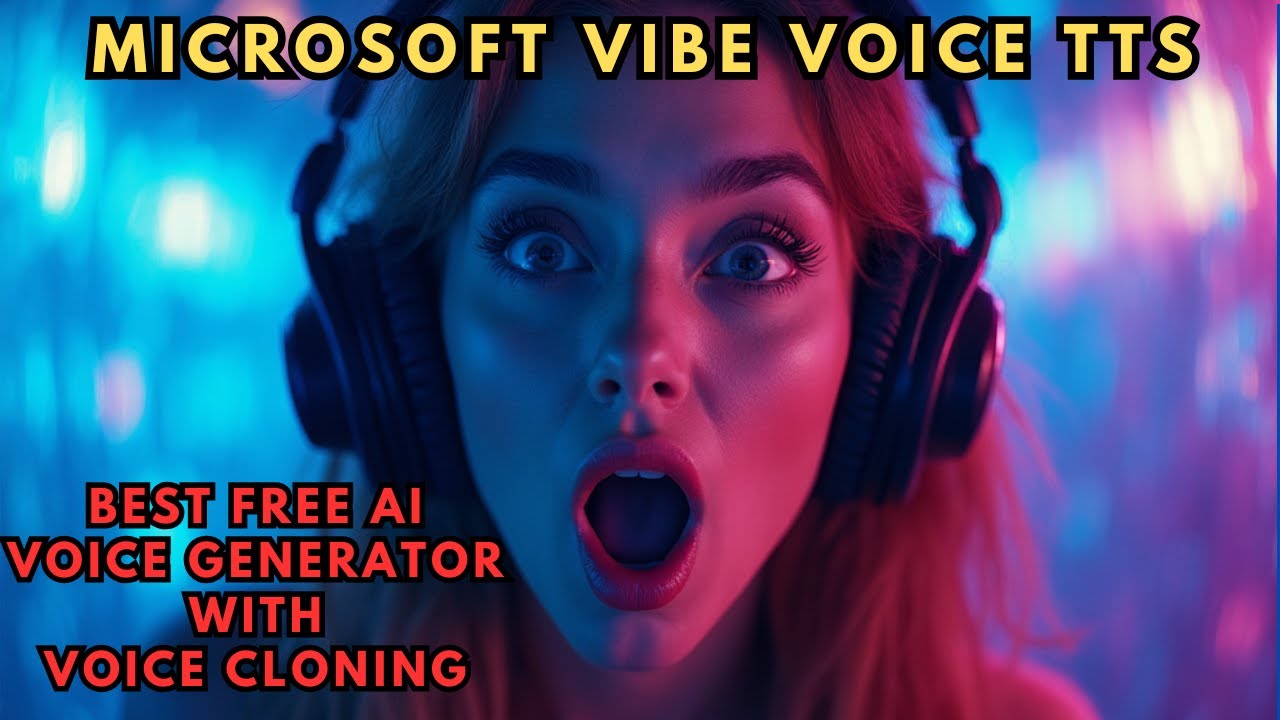 MICROSOFT VIBE VOICE TTS
BEST FREE AI
VOICE GENERATOR
WITH
VOICE CLONING